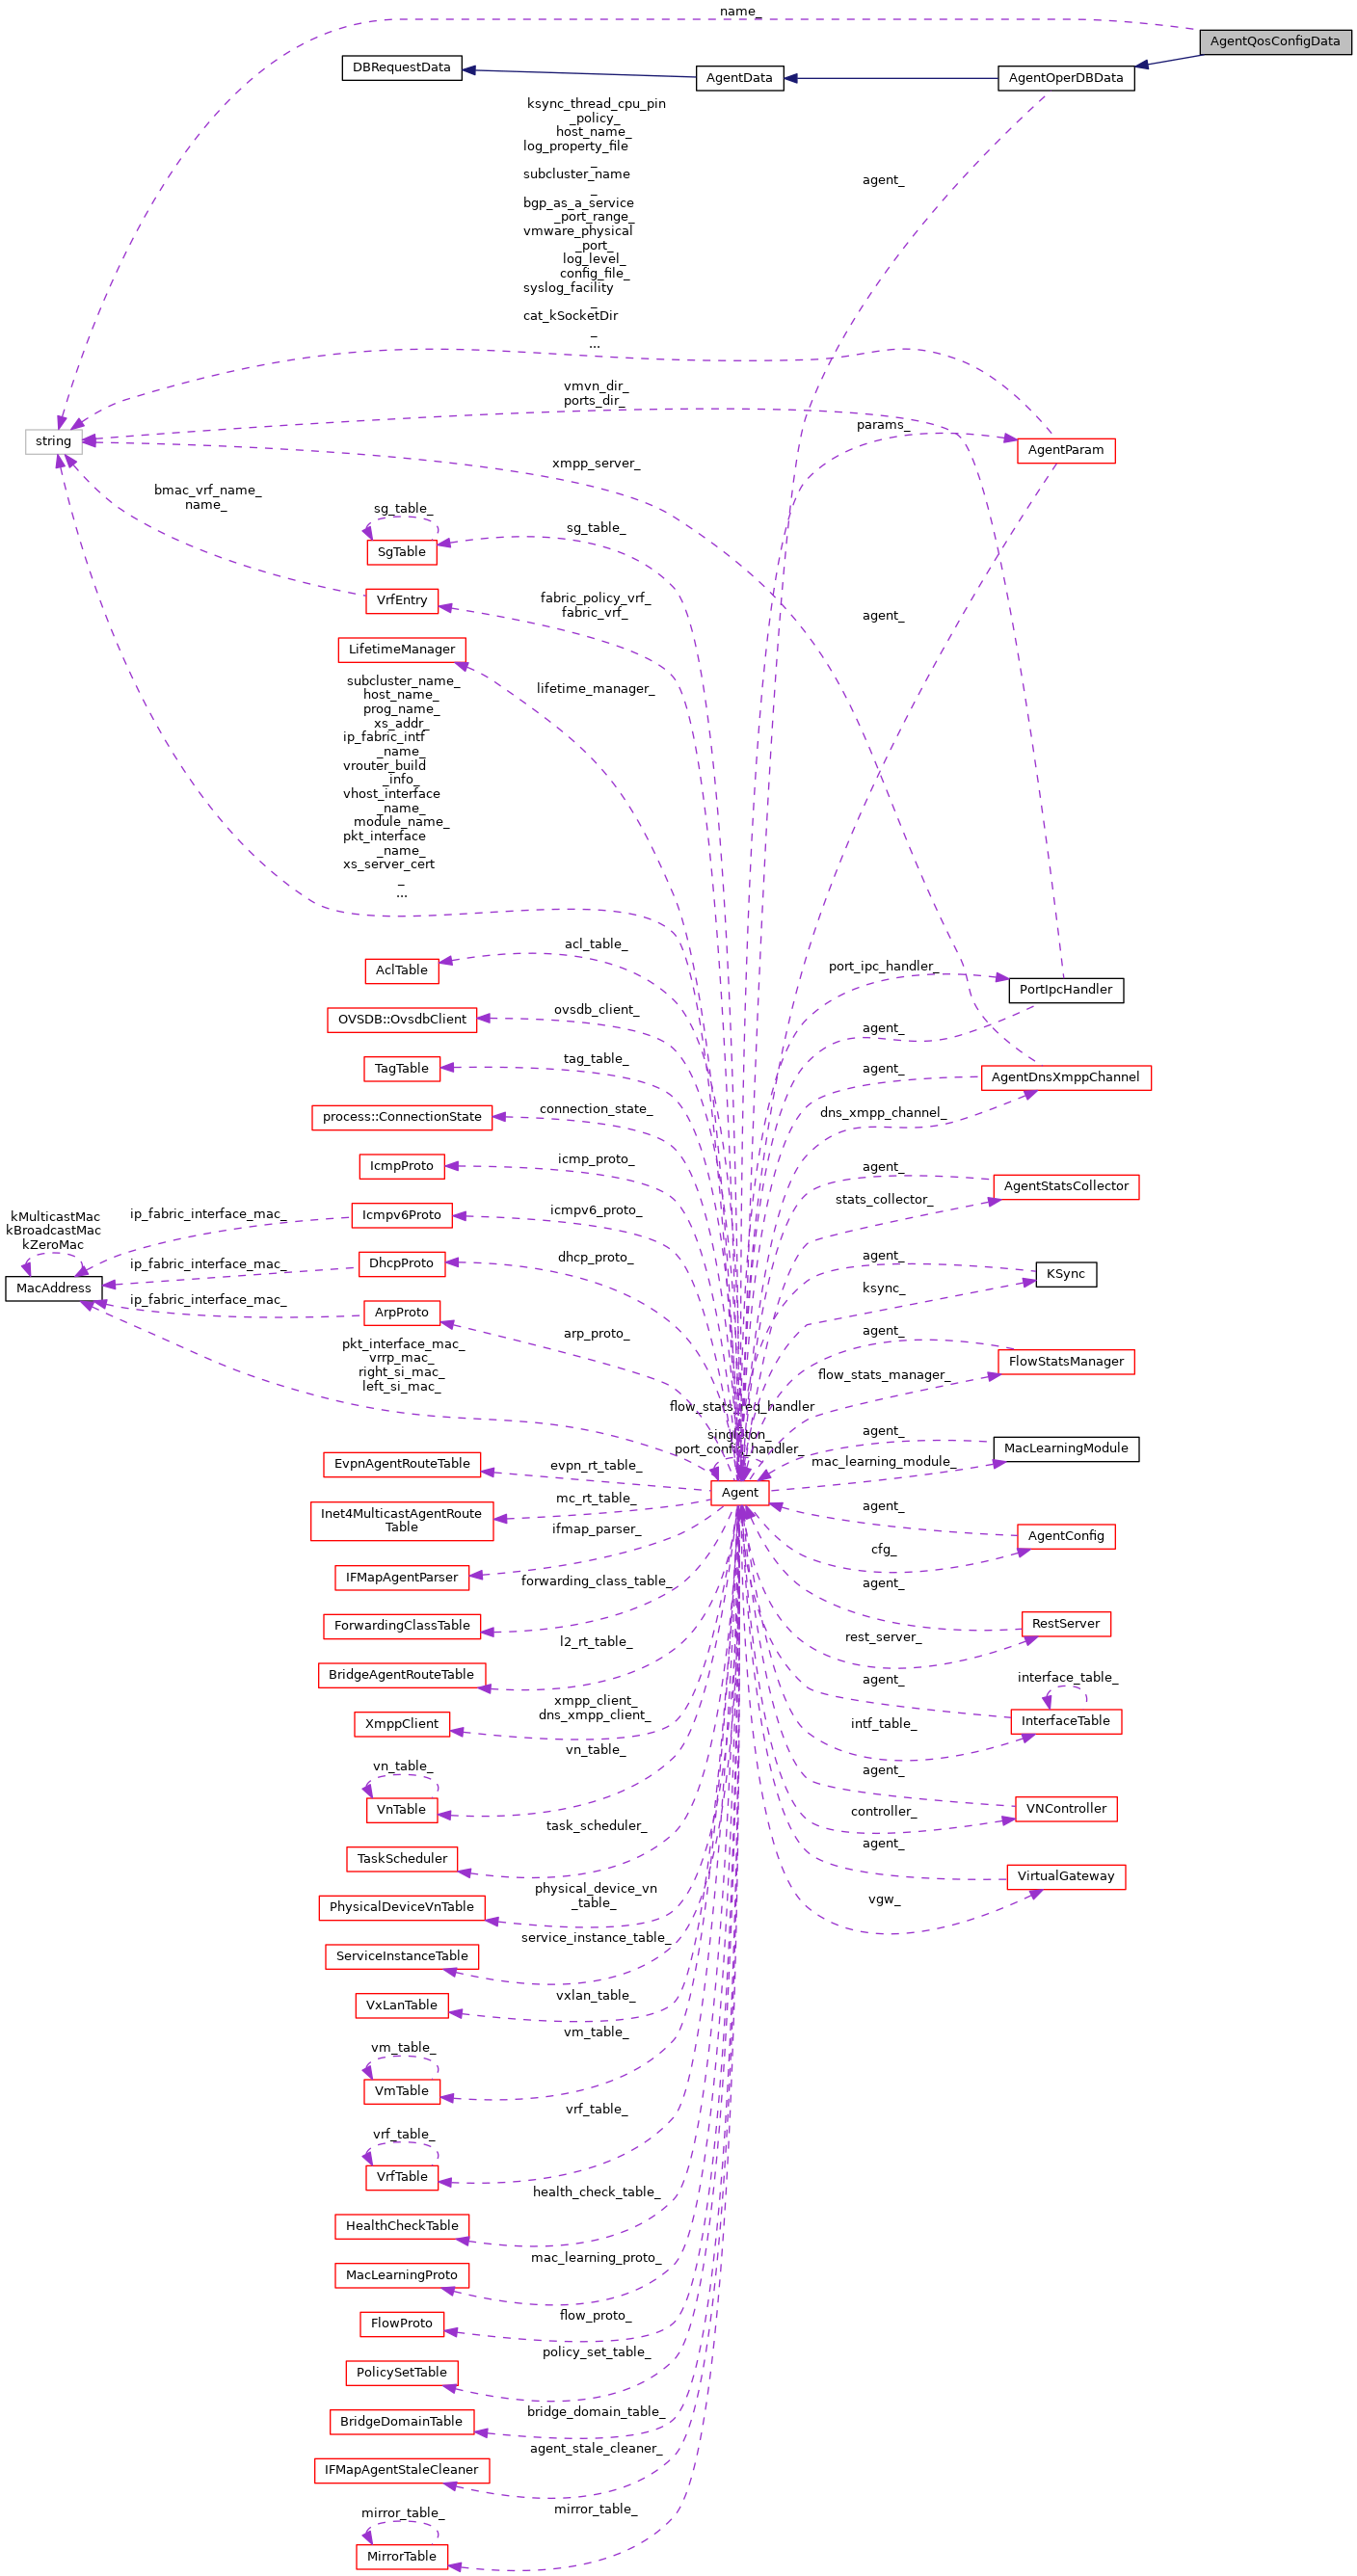 name_
AgentQosConfigData
DBRequestData
AgentData
AgentOperDBData
ksync_thread_cpu_pin
_policy_
host_name_
log_property_file
_
subcluster_name
_
bgp_as_a_service
_port_range_
vmware_physical
_port_
log_level_
config_file_
syslog_facility
_
cat_kSocketDir
_
...
agent_
vmvn_dir_
ports_dir_
params_
string
AgentParam
xmpp_server_
bmac_vrf_name_
name_
sg_table_
SgTable
sg_table_
VrfEntry
fabric_policy_vrf_
fabric_vrf_
agent_
LifetimeManager
lifetime_manager_
subcluster_name_
host_name_
prog_name_
xs_addr_
ip_fabric_intf
_name_
vrouter_build
_info_
vhost_interface
_name_
module_name_
pkt_interface
_name_
xs_server_cert
_
...
acl_table_
AclTable
port_ipc_handler_
PortIpcHandler
OVSDB::OvsdbClient
ovsdb_client_
agent_
TagTable
tag_table_
agent_
AgentDnsXmppChannel
process::ConnectionState
connection_state_
dns_xmpp_channel_
IcmpProto
icmp_proto_
agent_
AgentStatsCollector
stats_collector_
kMulticastMac
kBroadcastMac
kZeroMac
MacAddress
ip_fabric_interface_mac_
Icmpv6Proto
icmpv6_proto_
ip_fabric_interface_mac_
DhcpProto
dhcp_proto_
agent_
KSync
ksync_
ip_fabric_interface_mac_
ArpProto
arp_proto_
agent_
FlowStatsManager
flow_stats_manager_
pkt_interface_mac_
vrrp_mac_
right_si_mac_
left_si_mac_
flow_stats_req_handler
_
singleton_
port_config_handler_
Agent
agent_
MacLearningModule
mac_learning_module_
EvpnAgentRouteTable
evpn_rt_table_
Inet4MulticastAgentRoute
Table
mc_rt_table_
agent_
AgentConfig
cfg_
IFMapAgentParser
ifmap_parser_
ForwardingClassTable
forwarding_class_table_
agent_
RestServer
rest_server_
BridgeAgentRouteTable
l2_rt_table_
agent_
interface_table_
InterfaceTable
intf_table_
XmppClient
xmpp_client_
dns_xmpp_client_
vn_table_
VnTable
vn_table_
agent_
VNController
controller_
TaskScheduler
task_scheduler_
agent_
VirtualGateway
vgw_
PhysicalDeviceVnTable
physical_device_vn
_table_
ServiceInstanceTable
service_instance_table_
VxLanTable
vxlan_table_
vm_table_
VmTable
vm_table_
vrf_table_
VrfTable
vrf_table_
HealthCheckTable
health_check_table_
MacLearningProto
mac_learning_proto_
FlowProto
flow_proto_
PolicySetTable
policy_set_table_
BridgeDomainTable
bridge_domain_table_
IFMapAgentStaleCleaner
agent_stale_cleaner_
mirror_table_
MirrorTable
mirror_table_